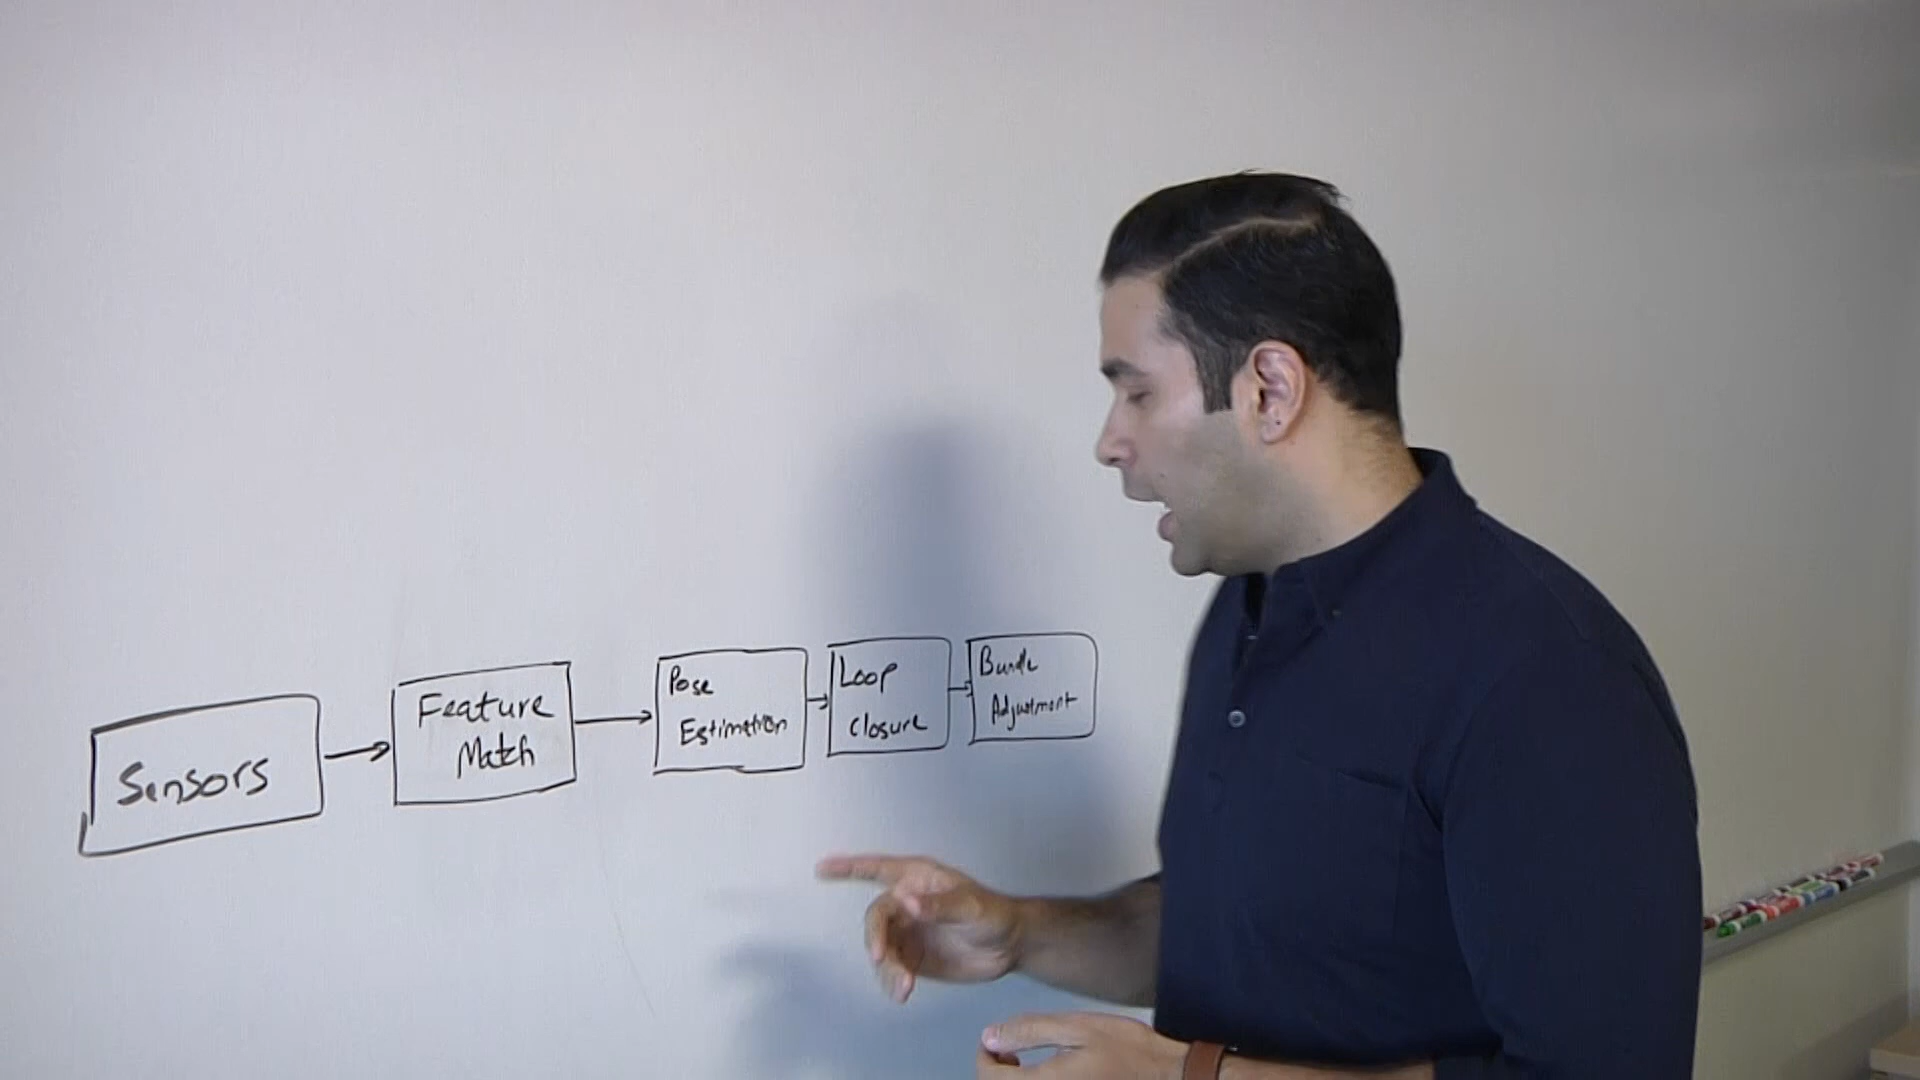 Sensors
Feature
Match
Pose
Estimation
Loop
Closure
Bundle
Adjustment